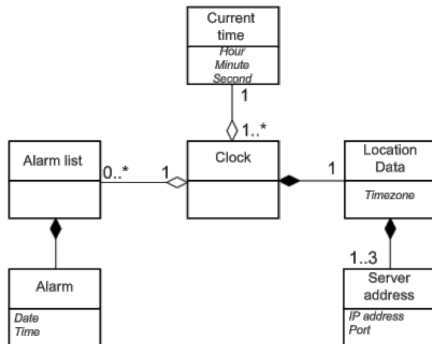 Current
time
Hour
Minute
Second
1
1..*
Alarm list
0..*
1
Clock
1
Location
Data
Timezone
1..3
Alarm
Date
Time
Server
address
IP address
Port